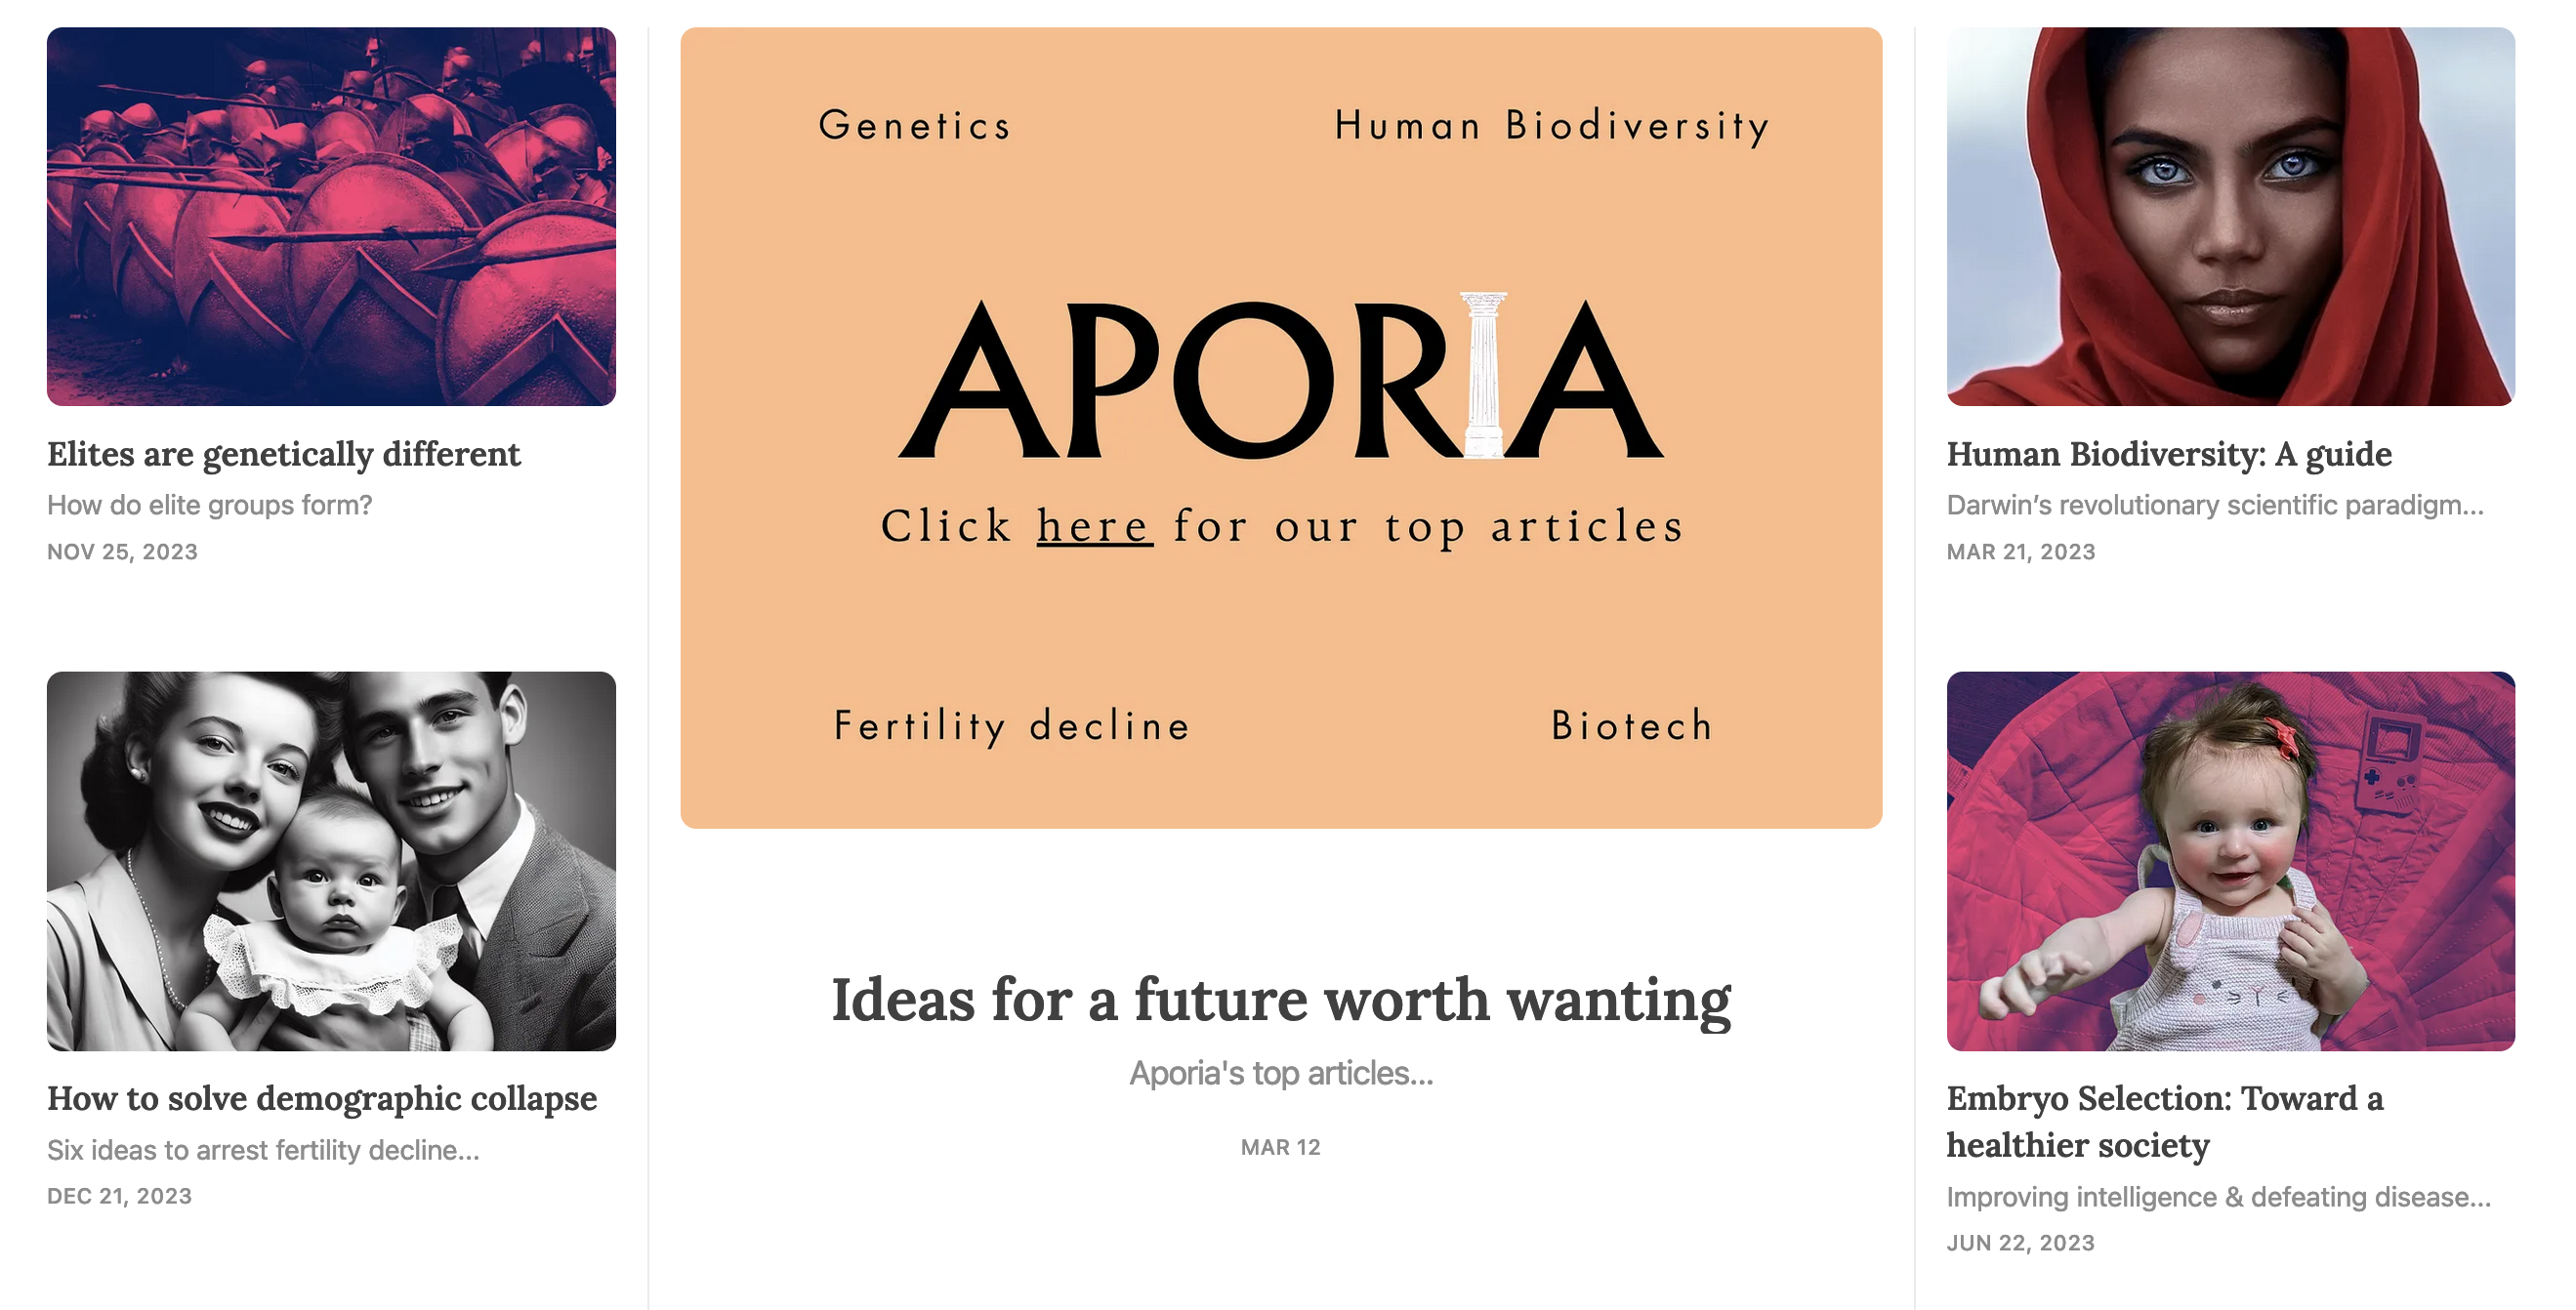 Elites are genetically different
How do elite groups form?
NOV 25, 2023
How to solve demographic collapse
Six ideas to arrest fertility decline...
DEC 21, 2023
Genetics
Human Biodiversity
APORIA
Click here for our top articles
Fertility decline
Biotech
Ideas for a future worth wanting
Aporia's top articles...
MAR 12
Human Biodiversity: A guide
Darwin’s revolutionary scientific paradigm...
MAR 21, 2023
Embryo Selection: Toward a
healthier society
Improving intelligence & defeating disease...
JUN 22, 2023